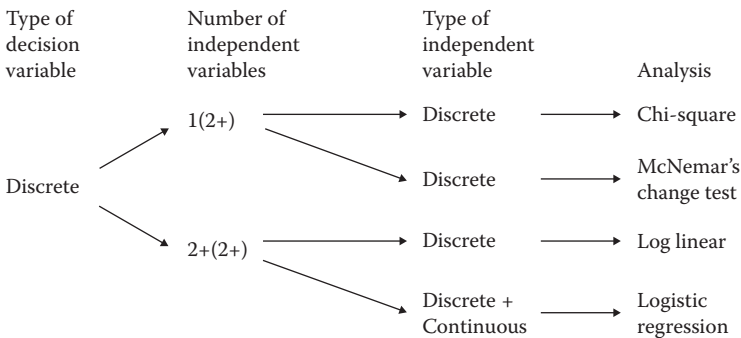 Type of
decision
variable
Number of
independent
variables
Type of
independent
variable
Analysis
Discrete
1(2+)
Discrete
Chi-square
Discrete
McNemar's
change test
2+(2+)
Discrete
Log linear
Discrete +
Continuous
Logistic
regression